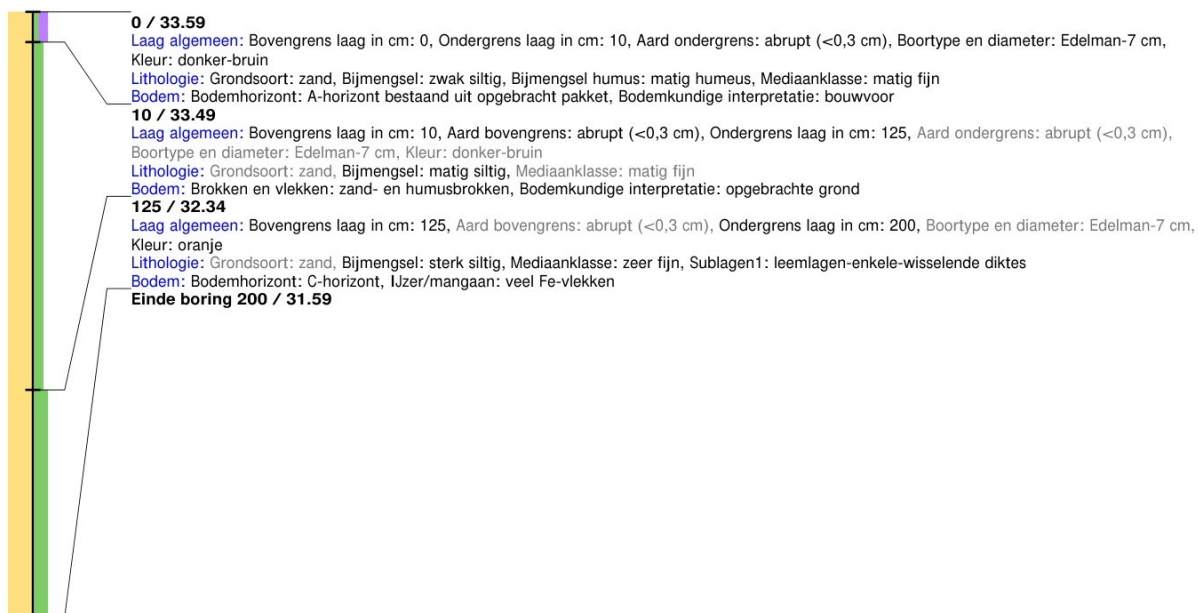 0 / 33.59
Laag algemeen: Bovengrens laag in cm: 0, Ondergrens laag in cm: 10, Aard ondergrens: abrupt (<0,3 cm), Boortype en diameter: Edelman-7 cm,
Kleur: donker-bruin
Lithologie: Grondsoort: zand, Bijmengsel: zwak siltig, Bijmengsel humus: matig humeus, Mediaanklasse: matig fijn
Bodem: Bodemhorizont: A-horizont bestaand uit opgebracht pakket, Bodemkundige interpretatie: bouwvoor
10 / 33.49
Laag algemeen: Bovengrens laag in cm: 10, Aard bovengrens: abrupt (<0,3 cm), Ondergrens laag in cm: 125, Aard ondergrens: abrupt (<0,3 cm),
Boortype en diameter: Edelman-7 cm, Kleur: donker-bruin
Lithologie: Grondsoort: zand, Bijmengsel: matig siltig, Mediaanklasse: matig fijn
Bodem: Brokken en vlekken: zand- en humusbrokken, Bodemkundige interpretatie: opgebrachte grond
125 / 32.34
Laag algemeen: Bovengrens laag in cm: 125, Aard bovengrens: abrupt (<0,3 cm), Ondergrens laag in cm: 200, Boortype en diameter: Edelman-7 cm,
Kleur: oranje
Lithologie: Grondsoort: zand, Bijmengsel: sterk siltig, Mediaanklasse: zeer fijn, Sublagen1: leemlagen-enkele-wisselende diktes
Bodem: Bodemhorizont: C-horizont, IJzer/mangaan: veel Fe-vlekken
Einde boring 200 / 31.59